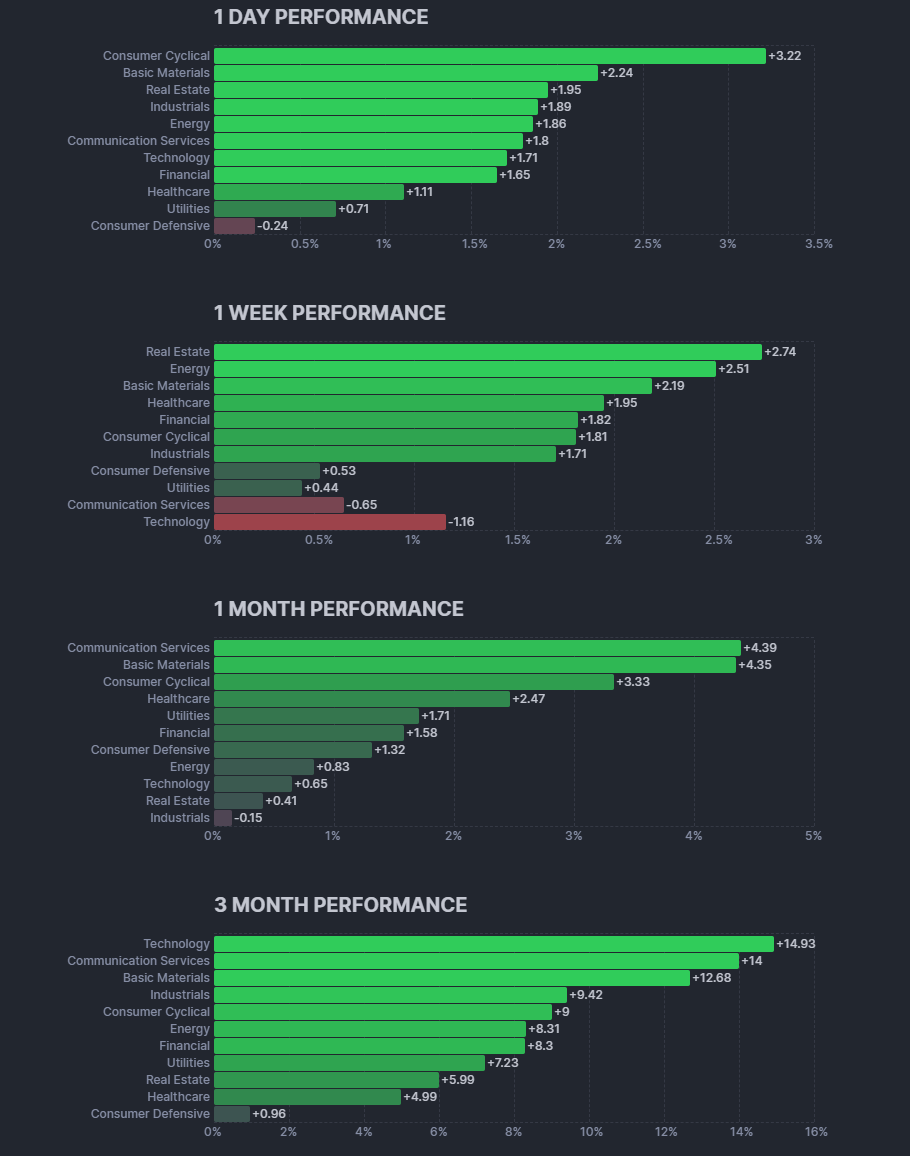 1 DAY PERFORMANCE
Consumer Cyclical +3.22
Basic Materials +2.24
Real Estate +1.95
Industrials +1.89
Energy +1.86
Communication Services +1.8
Technology +1.71
Financial +1.65
Healthcare +1.11
Utilities +0.71
Consumer Defensive -0.24
0% 0.5% 1% 1.5% 2% 2.5% 3% 3.5%
1 WEEK PERFORMANCE
Real Estate +2.74
Energy +2.51
Basic Materials +2.19
Healthcare +1.95
Financial +1.82
Consumer Cyclical +1.81
Industrials +1.71
Consumer Defensive +0.53
Utilities +0.44
Communication Services -0.65
Technology -1.16
0% 0.5% 1% 1.5% 2% 2.5% 3%
1 MONTH PERFORMANCE
Communication Services +4.39
Basic Materials +4.35
Consumer Cyclical +3.33
Healthcare +2.47
Utilities +1.71
Financial +1.58
Consumer Defensive +1.32
Energy +0.83
Technology +0.65
Real Estate +0.41
Industrials -0.15
0% 1% 2% 3% 4% 5%
3 MONTH PERFORMANCE
Technology +14.93
Communication Services +14
Basic Materials +12.68
Industrials +9.42
Consumer Cyclical +9
Energy +8.31
Financial +8.3
Utilities +7.23
Real Estate +5.99
Healthcare +4.99
Consumer Defensive +0.96
0% 2% 4% 6% 8% 10% 12% 14% 16%